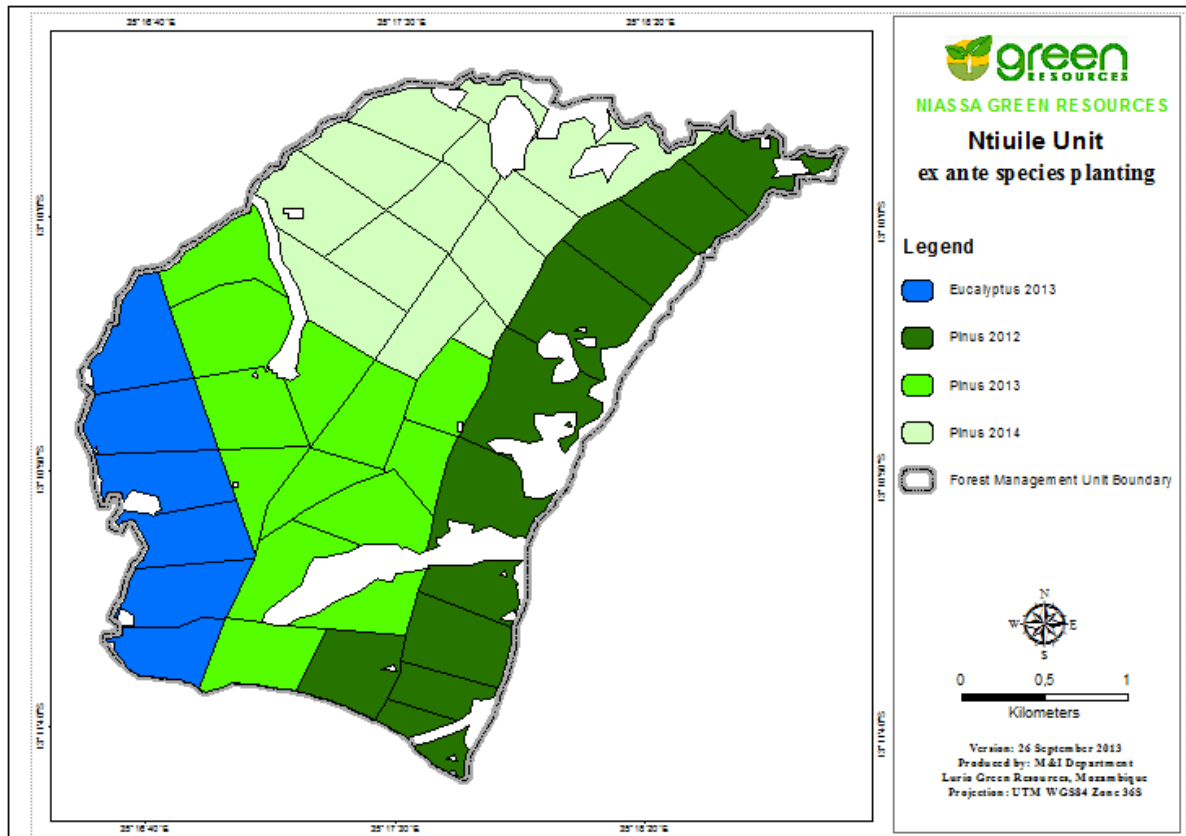 green
RESOURCES
NIASSA GREEN RESOURCES
Ntiuile Unit
ex ante species planting
Legend
Eucalyptus 2013
Pinus 2012
Pinus 2013
Pinus 2014
Forest Management Unit Boundary
N
W E
S
0 0,5 1
Kilometers
Version: 26 September 2013
Produced by: M&I Department
Lurio Green Resources, Mozambique
Projection: UTM WGS84 Zone 36S